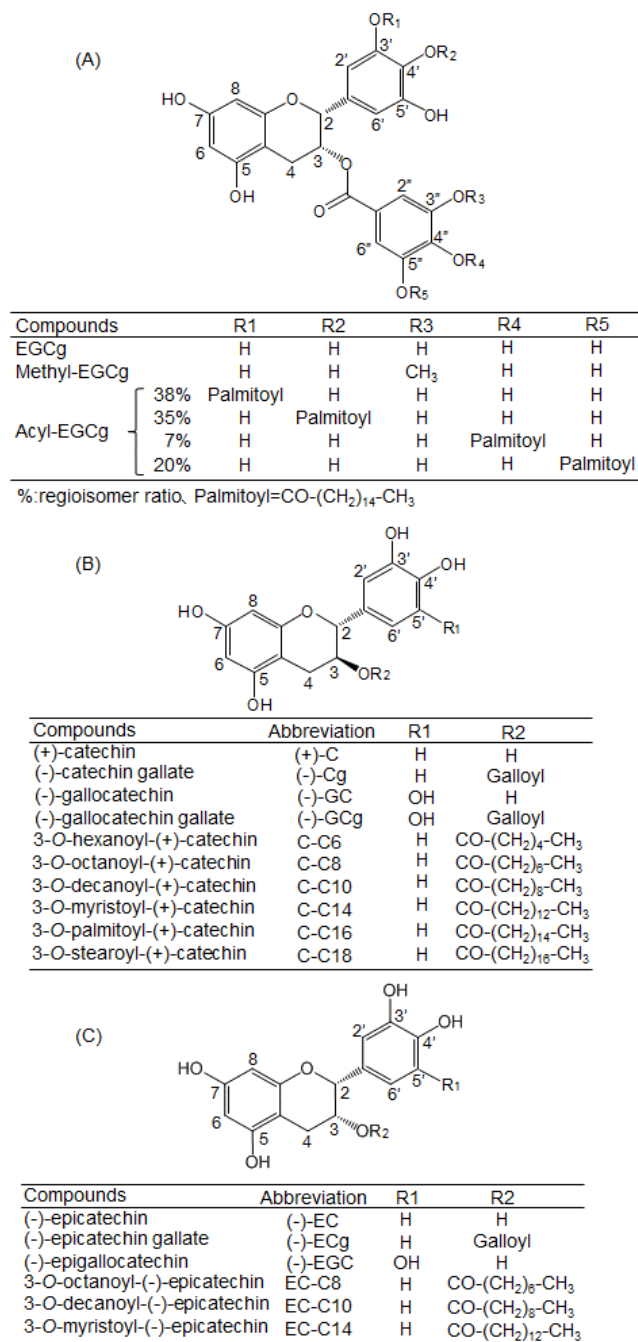 (A)
OR1
3'
OR2
2'
4'
HO
8
O
5'
7
2
6'
OH
6
3
5
4
O
2"
3"
OR3
OH
O
6"
4"
5"
OR4
OR5
Compounds R1 R2 R3 R4 R5
EGCg H H H H H
Methyl-EGCg H H CH3 H H
38% Palmitoyl H H H H
Acyl-EGCg 35% H Palmitoyl H H H
7% H H H Palmitoyl H
20% H H H H Palmitoyl
%:regioisomer ratio、Palmitoyl=CO-(CH2)14-CH3
(B)
OH
3'
OH
2'
4'
HO
8
O
5'
7
2
6'
R1
6
3
5
4
OR2
OH
Compounds Abbreviation R1 R2
(+)-catechin (+)-C H H
(-)-catechin gallate (-)-Cg H Galloyl
(-)-gallocatechin (-)-GC OH H
(-)-gallocatechin gallate (-)-GCg OH Galloyl
3-O-hexanoyl-(+)-catechin C-C6 H CO-(CH2)4-CH3
3-O-octanoyl-(+)-catechin C-C8 H CO-(CH2)6-CH3
3-O-decanoyl-(+)-catechin C-C10 H CO-(CH2)8-CH3
3-O-myristoyl-(+)-catechin C-C14 H CO-(CH2)12-CH3
3-O-palmitoyl-(+)-catechin C-C16 H CO-(CH2)14-CH3
3-O-stearoyl-(+)-catechin C-C18 H CO-(CH2)16-CH3
(C)
OH
3'
OH
2'
4'
HO
8
O
5'
7
2
6'
R1
6
3
5
4
OR2
OH
Compounds Abbreviation R1 R2
(-)-epicatechin (-)-EC H H
(-)-epicatechin gallate (-)-ECg H Galloyl
(-)-epigallocatechin (-)-EGC OH H
3-O-octanoyl-(-)-epicatechin EC-C8 H CO-(CH2)6-CH3
3-O-decanoyl-(-)-epicatechin EC-C10 H CO-(CH2)8-CH3
3-O-myristoyl-(-)-epicatechin EC-C14 H CO-(CH2)12-CH3